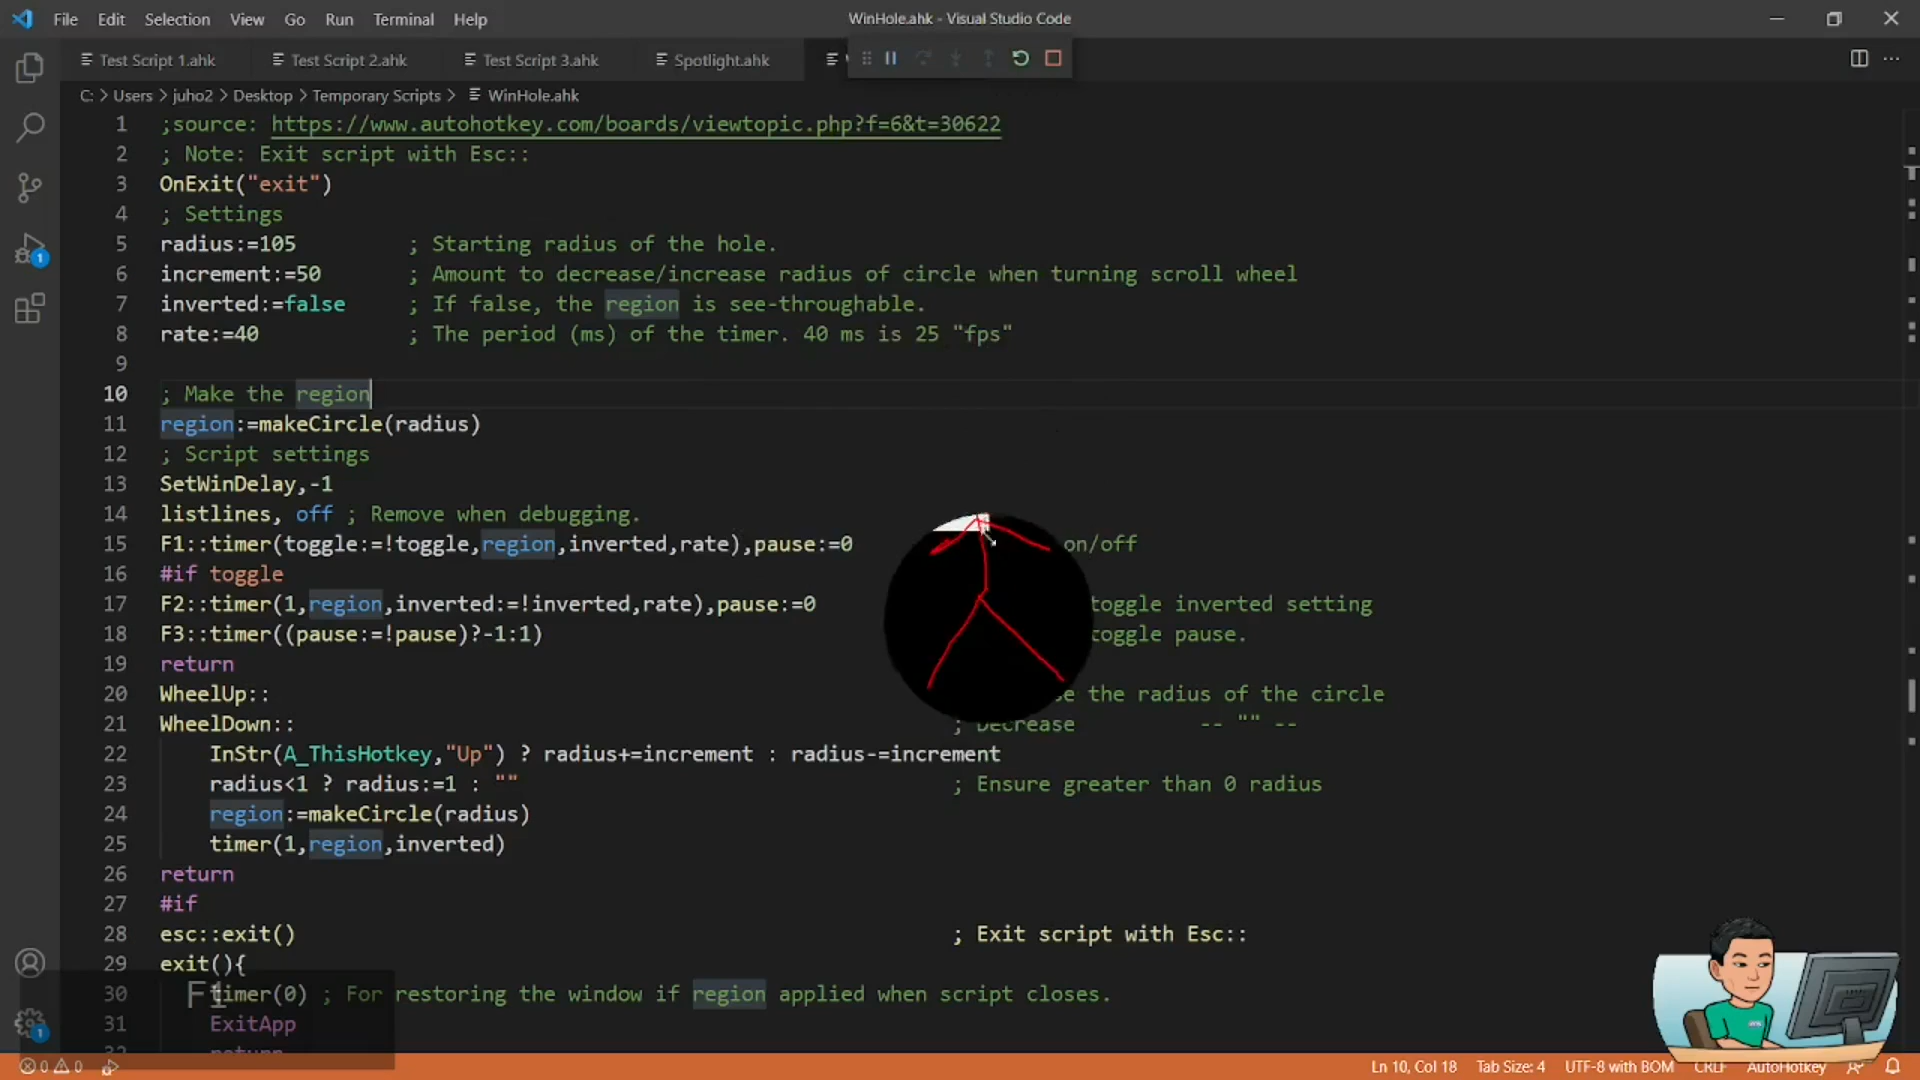 File Edit Selection View Go Run Terminal Help
WinHole.ahk - Visual Studio Code
Test Script 1.ahk Test Script 2.ahk Test Script 3.ahk Spotlight.ahk
C: > Users > juho2 > Desktop > Temporary Scripts > WinHole.ahk
1 ;source: https://www.autohotkey.com/boards/viewtopic.php?f=6&t=30622
2 ; Note: Exit script with Esc::
3 OnExit("exit")
4 ; Settings
5 radius:=105 ; Starting radius of the hole.
6 increment:=50 ; Amount to decrease/increase radius of circle when turning scroll wheel
7 inverted:=false ; If false, the region is see-throughable.
8 rate:=40 ; The period (ms) of the timer. 40 ms is 25 "fps"
9
10 ; Make the region
11 region:=makeCircle(radius)
12 ; Script settings
13 SetWinDelay,-1
14 listlines, off ; Remove when debugging.
15 F1::timer(toggle:=!toggle,region,inverted,rate),pause:=0 on/off
16 #if toggle
17 F2::timer(1,region,inverted:=!inverted,rate),pause:=0 toggle inverted setting
18 F3::timer((pause:=!pause)?-1:1) toggle pause.
19 return
20 WheelUp:: the radius of the circle
21 WheelDown:: ; Decrease -- "" --
22 InStr(A_ThisHotkey,"Up") ? radius+=increment : radius-=increment
23 radius<1 ? radius:=1 : "" ; Ensure greater than 0 radius
24 region:=makeCircle(radius)
25 timer(1,region,inverted)
26 return
27 #if
28 esc::exit() ; Exit script with Esc::
29 exit(){
30 timer(0) ; For restoring the window if region applied when script closes.
31 ExitApp
32 return
F1
0 0 Ln 10, Col 18 Tab Size: 4 UTF-8 with BOM CRLF AutoHotkey